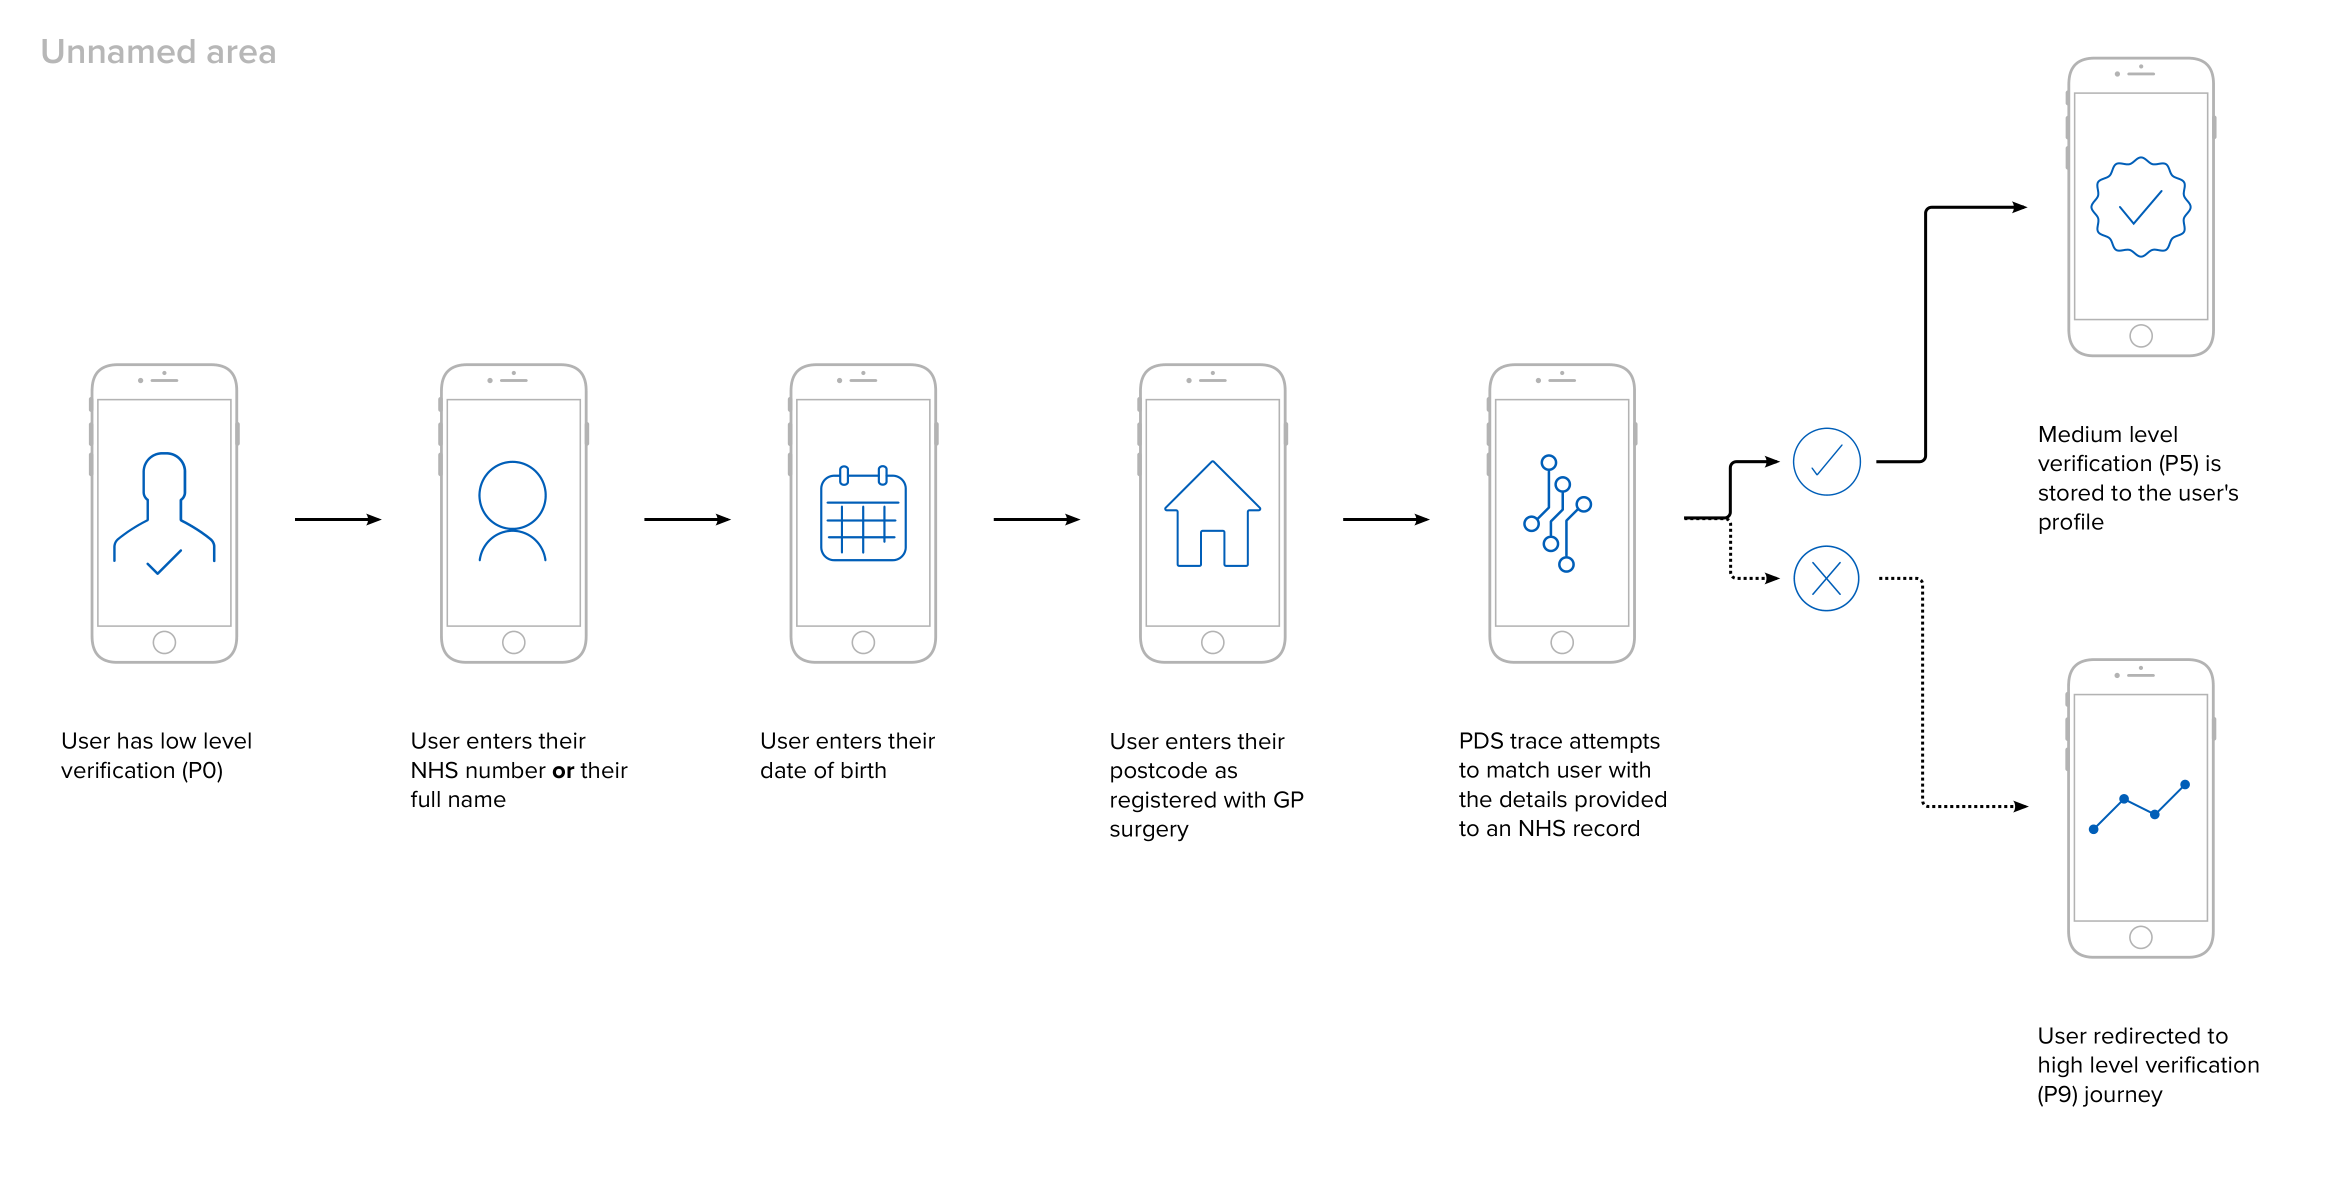 Unnamed area
User has low level
verification (P0)
User enters their
NHS number or their
full name
User enters their
date of birth
User enters their
postcode as
registered with GP
surgery
PDS trace attempts
to match user with
the details provided
to an NHS record
Medium level
verification (P5) is
stored to the user's
profile
User redirected to
high level verification
(P9) journey